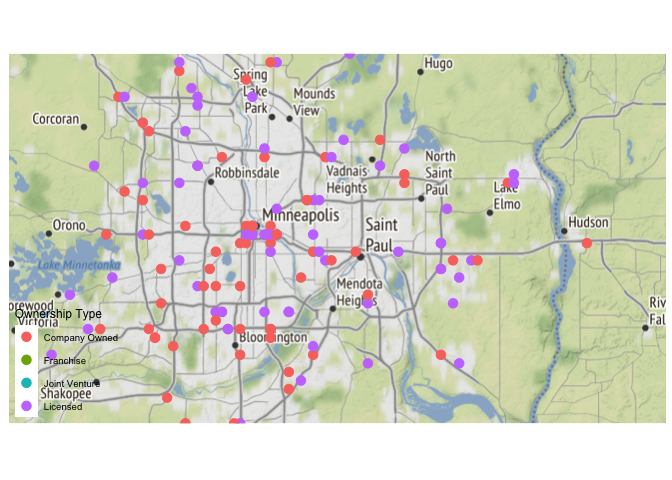 Hugo
Spring
Lake
Park
Mounds
View
Corcoran
Vadnais
Heights
North
Saint
Paul
Robbinsdale
Lake
Elmo
Minneapolis
Orono
Saint
Paul
Hudson
Lake Minnetonka
Mendota
Heights
orewood
Riv
Fal
Ownership Type
Victoria
Company Owned
Bloomington
Franchise
Joint Venture
Shakopee
Licensed